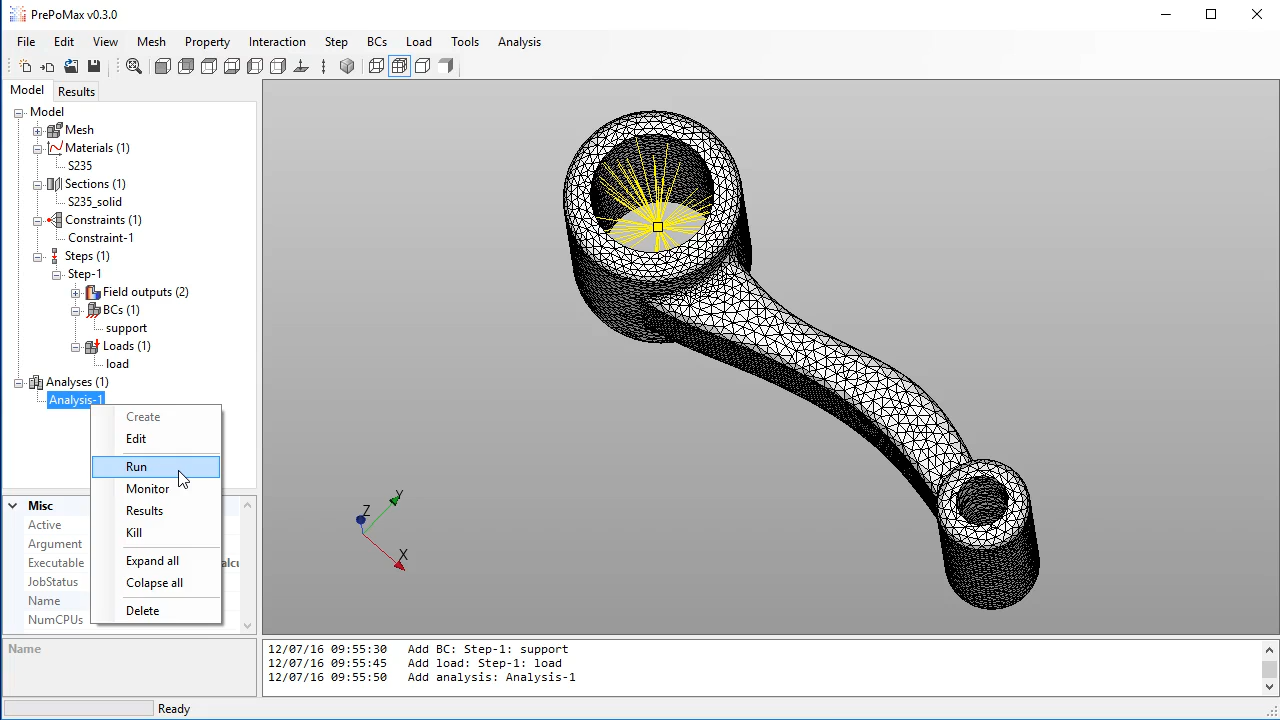 PrePoMax v0.3.0
File Edit View Mesh Property Interaction Step BCs Load Tools Analysis
Model Results
Model
Mesh
Materials (1)
S235
Sections (1)
S235_solid
Constraints (1)
Constraint-1
Steps (1)
Step-1
Field outputs (2)
BCs (1)
support
Loads (1)
load
Analyses (1)
Analysis-1
Create
Edit
Run
Monitor
Results
Kill
Expand all
Colapse all
Delete
Misc
Active
Argument
Executable
JobStatus
Name
NumCPUs
Name
Z
Y
X
12/07/16 09:55:30 Add BC: Step-1: support
12/07/16 09:55:45 Add load: Step-1: load
12/07/16 09:55:50 Add analysis: Analysis-1
Ready